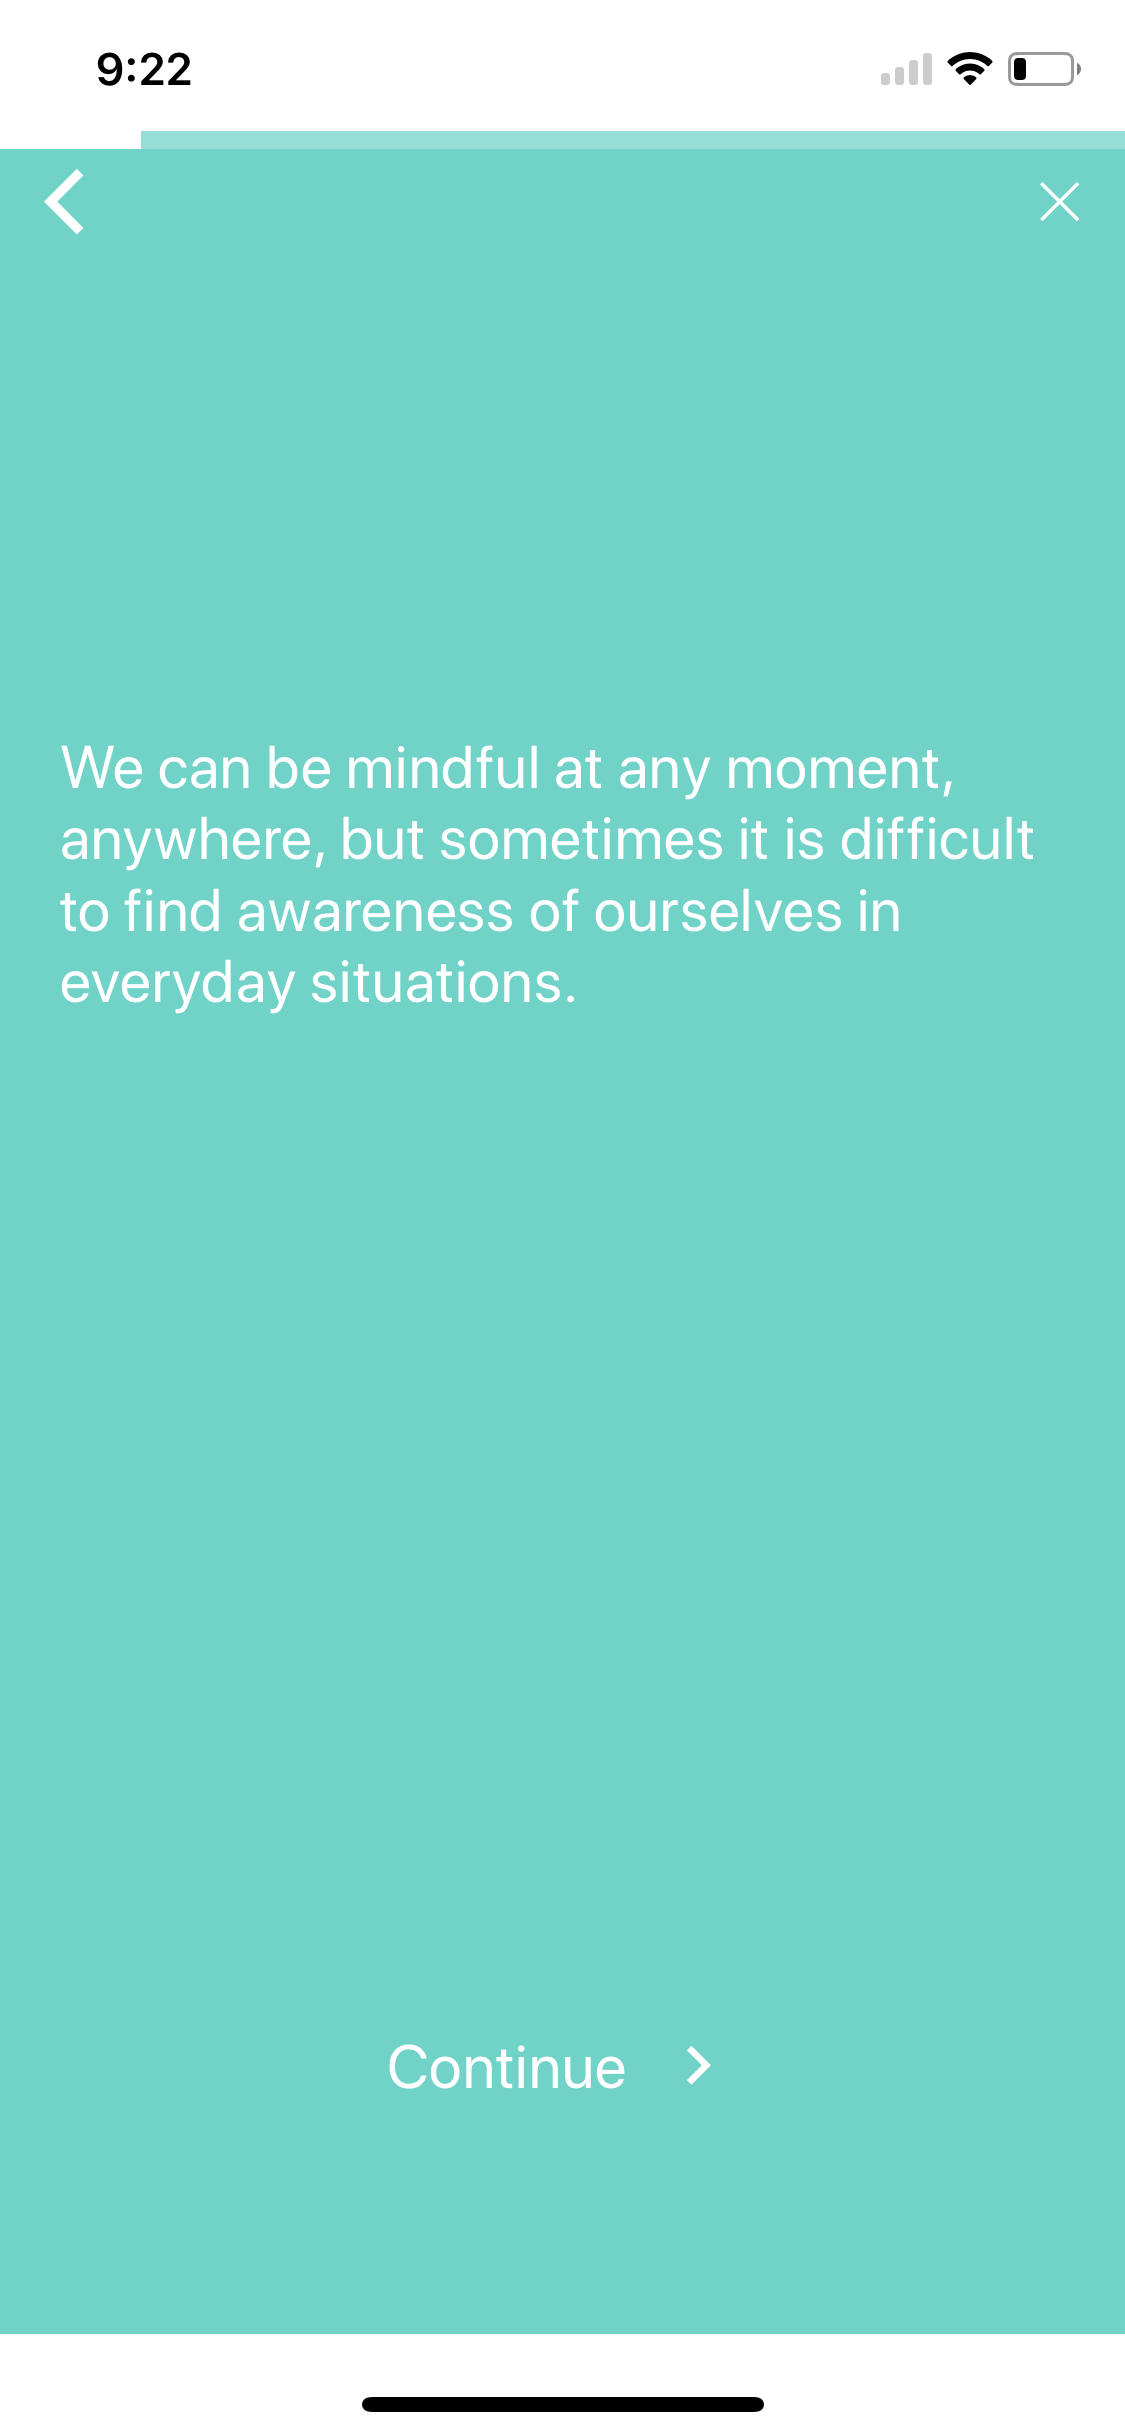 9:22
We can be mindful at any moment,
anywhere, but sometimes it is difficult
to find awareness of ourselves in
everyday situations.
Continue